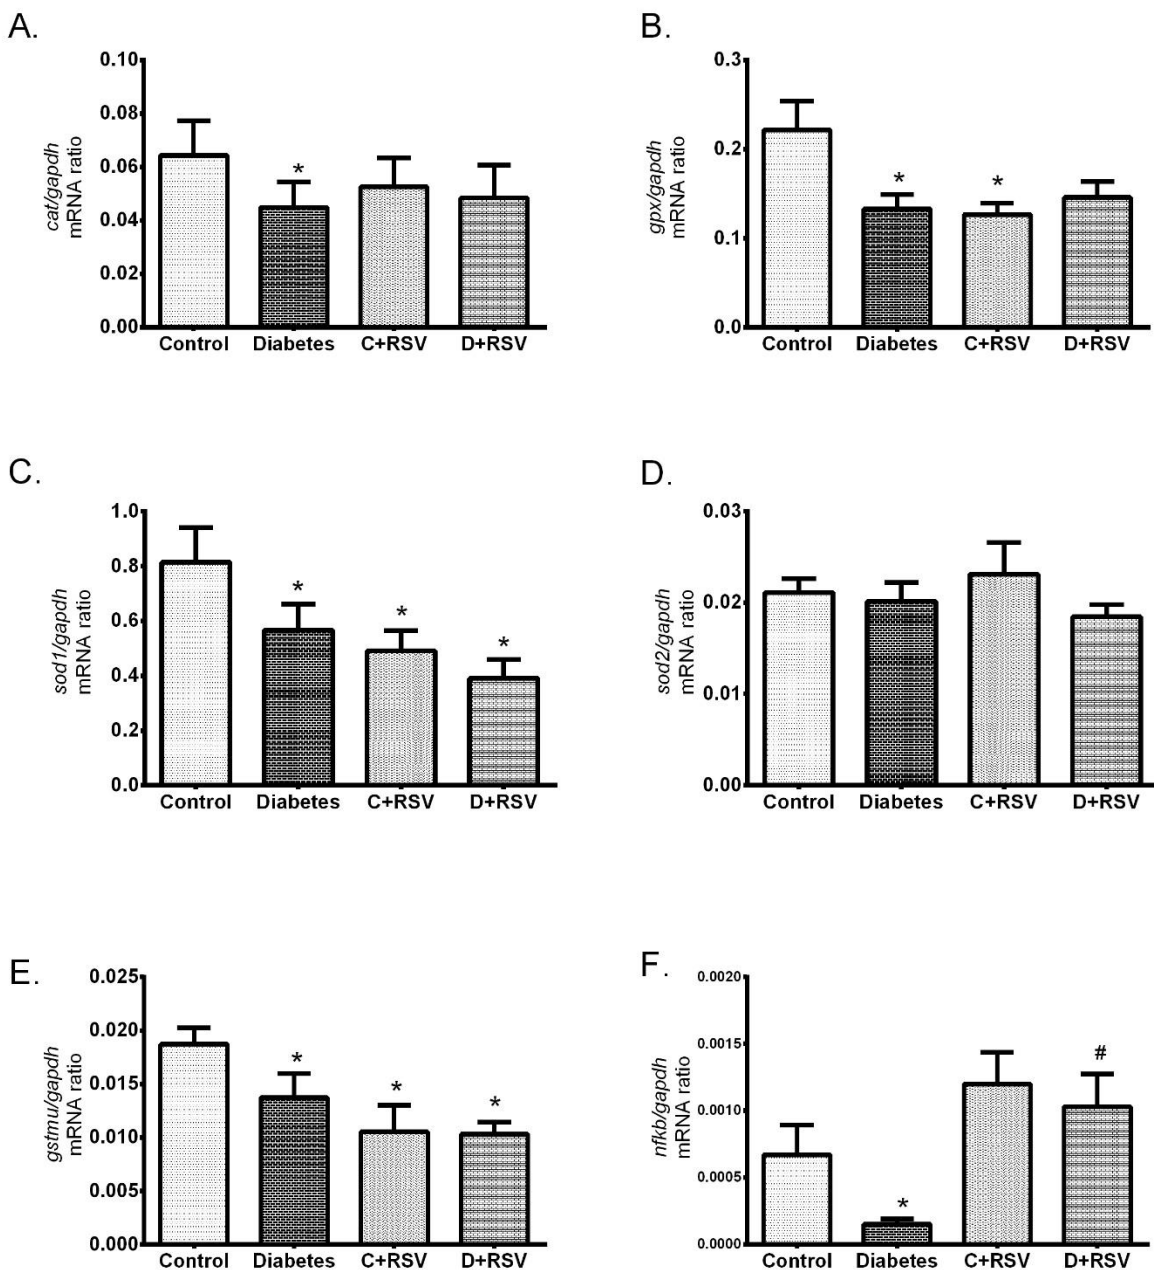 A.
cat/gapdh
mRNA ratio
0.10
0.08
0.06
0.04
0.02
0.00
*
Control Diabetes C+RSV D+RSV
B.
gpx/gapdh
mRNA ratio
0.3
0.2
0.1
0.0
* *
Control Diabetes C+RSV D+RSV
C.
sod1/gapdh
mRNA ratio
1.0
0.8
0.6
0.4
0.2
0.0
* * *
Control Diabetes C+RSV D+RSV
D.
sod2/gapdh
mRNA ratio
0.03
0.02
0.01
0.00
Control Diabetes C+RSV D+RSV
E.
gstmu/gapdh
mRNA ratio
0.025
0.020
0.015
0.010
0.005
0.000
* * *
Control Diabetes C+RSV D+RSV
F.
nfkb/gapdh
mRNA ratio
0.0020
0.0015
0.0010
0.0005
0.0000
* #
Control Diabetes C+RSV D+RSV